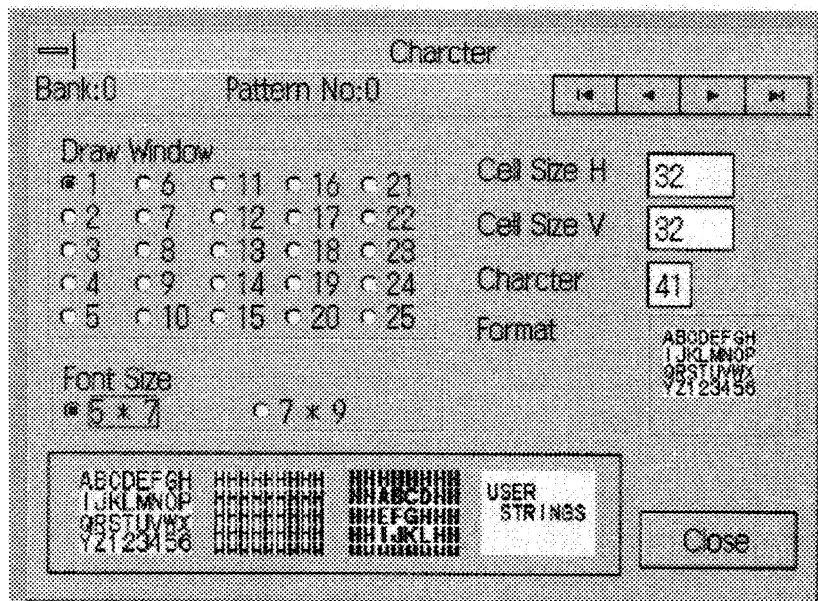 Charcter
Bank:0 Pattern No:0
Draw Window
1 6 11 16 21
2 7 12 17 22
3 8 13 18 23
4 9 14 19 24
5 10 15 20 25
Cell Size H 32
Cell Size V 32
Charcter 41
Format
ABCDEFGH
IJKLMNOP
QRSTUVWX
YZ123456
Font Size
5 * 7 7 * 9
ABCDEFGH
IJKLMNOP
QRSTUVWX
YZ123456
HHHHHHHH
HHHHHHHH
HHHHHHHH
HHHHHHHH
HHHHHHHH
HHABCDHH
HHEFGHHH
HHIJKLHH
USER
STRINGS
Close